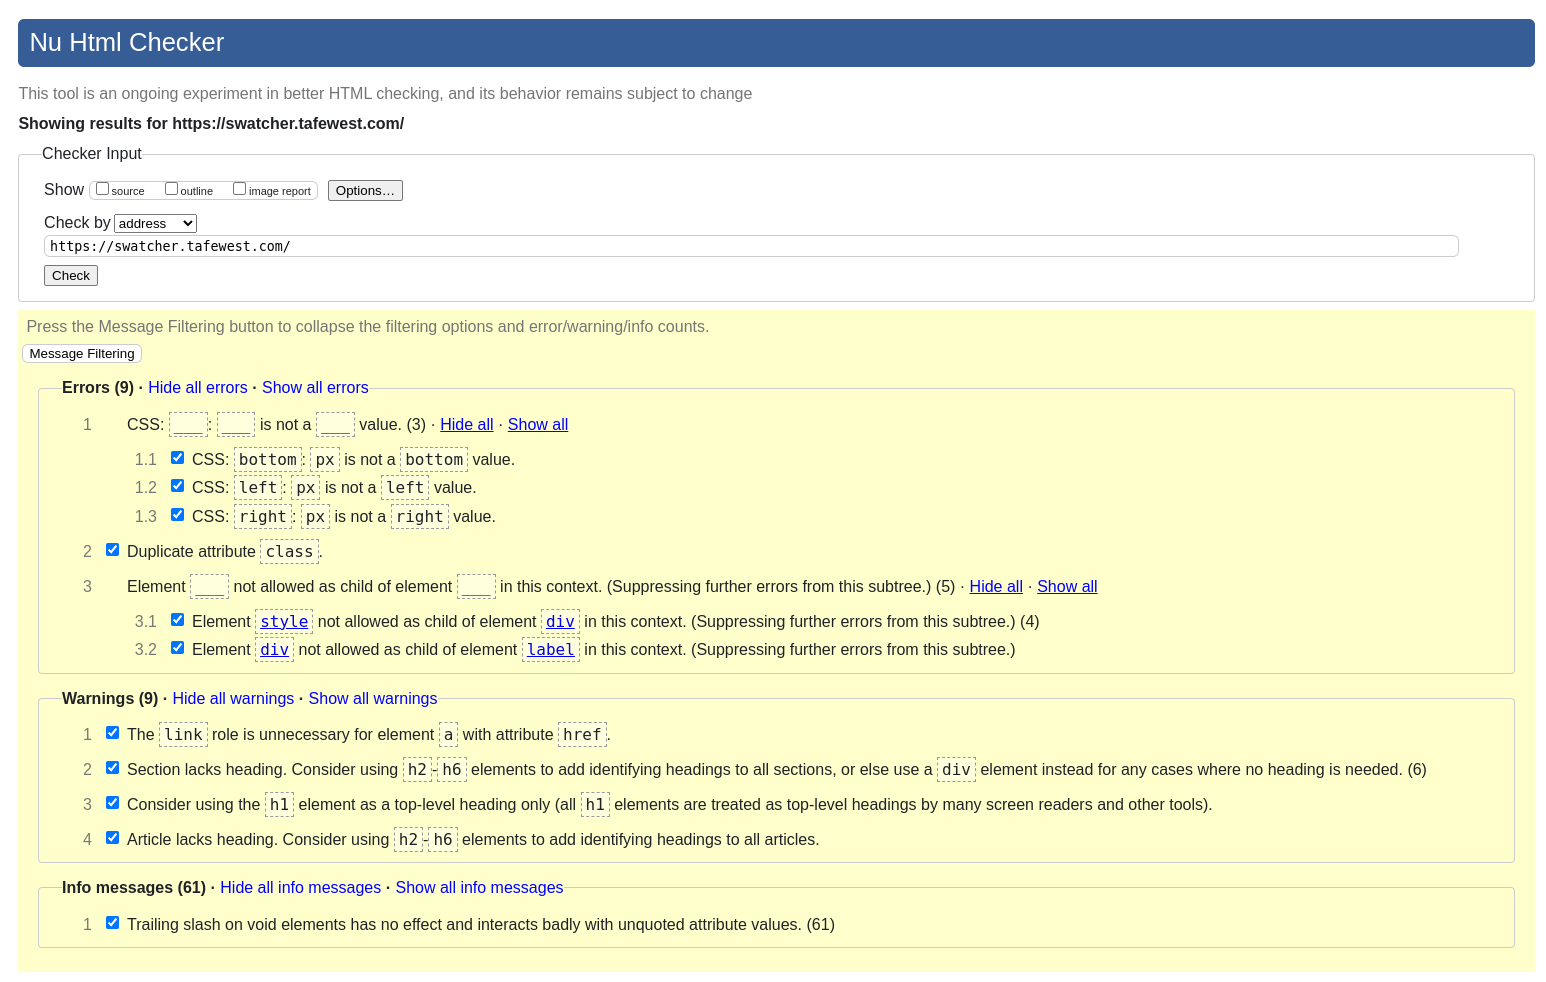 Nu Html Checker
This tool is an ongoing experiment in better HTML checking, and its behavior remains subject to change
Showing results for https://swatcher.tafewest.com/
Checker Input
Show source outline image report Options…
Check by address
https://swatcher.tafewest.com/
Check
Press the Message Filtering button to collapse the filtering options and error/warning/info counts.
Message Filtering
Errors (9) · Hide all errors · Show all errors
1 CSS: ___: ___ is not a ___ value. (3) · Hide all · Show all
1.1 CSS: bottom: px is not a bottom value.
1.2 CSS: left: px is not a left value.
1.3 CSS: right: px is not a right value.
2 Duplicate attribute class.
3 Element ___ not allowed as child of element ___ in this context. (Suppressing further errors from this subtree.) (5) · Hide all · Show all
3.1 Element style not allowed as child of element div in this context. (Suppressing further errors from this subtree.) (4)
3.2 Element div not allowed as child of element label in this context. (Suppressing further errors from this subtree.)
Warnings (9) · Hide all warnings · Show all warnings
1 The link role is unnecessary for element a with attribute href.
2 Section lacks heading. Consider using h2-h6 elements to add identifying headings to all sections, or else use a div element instead for any cases where no heading is needed. (6)
3 Consider using the h1 element as a top-level heading only (all h1 elements are treated as top-level headings by many screen readers and other tools).
4 Article lacks heading. Consider using h2-h6 elements to add identifying headings to all articles.
Info messages (61) · Hide all info messages · Show all info messages
1 Trailing slash on void elements has no effect and interacts badly with unquoted attribute values. (61)